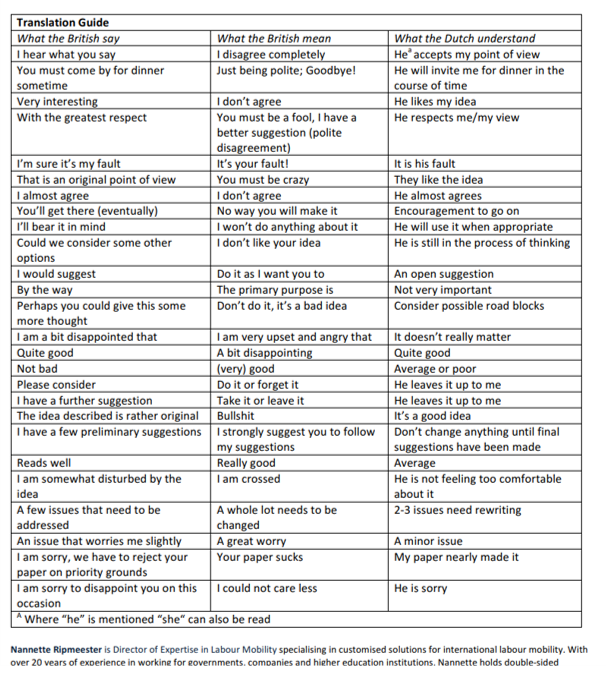 Translation Guide
What the British say What the British mean What the Dutch understand
I hear what you say I disagree completely Heᴬ accepts my point of view
You must come by for dinner Just being polite; Goodbye! He will invite me for dinner in the
sometime course of time
Very interesting I don’t agree He likes my idea
With the greatest respect You must be a fool, I have a He respects me/my view
better suggestion (polite
disagreement)
I’m sure it’s my fault It’s your fault! It is his fault
That is an original point of view You must be crazy They like the idea
I almost agree I don’t agree He almost agrees
You’ll get there (eventually) No way you will make it Encouragement to go on
I’ll bear it in mind I won’t do anything about it He will use it when appropriate
Could we consider some other I don’t like your idea He is still in the process of thinking
options
I would suggest Do it as I want you to An open suggestion
By the way The primary purpose is Not very important
Perhaps you could give this some Don’t do it, it’s a bad idea Consider possible road blocks
more thought
I am a bit disappointed that I am very upset and angry that It doesn’t really matter
Quite good A bit disappointing Quite good
Not bad (very) good Average or poor
Please consider Do it or forget it He leaves it up to me
I have a further suggestion Take it or leave it He leaves it up to me
The idea described is rather original Bullshit It’s a good idea
I have a few preliminary suggestions I strongly suggest you to follow Don’t change anything until final
my suggestions suggestions have been made
Reads well Really good Average
I am somewhat disturbed by the I am crossed He is not feeling too comfortable
idea about it
A few issues that need to be A whole lot needs to be 2-3 issues need rewriting
addressed changed
An issue that worries me slightly A great worry A minor issue
I am sorry, we have to reject your Your paper sucks My paper nearly made it
paper on priority grounds
I am sorry to disappoint you on this I could not care less He is sorry
occasion
ᴬ Where “he” is mentioned “she” can also be read
Nannette Ripmeester is Director of Expertise in Labour Mobility specialising in customised solutions for international labour mobility. With
over 20 years of experience in working for governments, companies and higher education institutions, Nannette holds double-sided